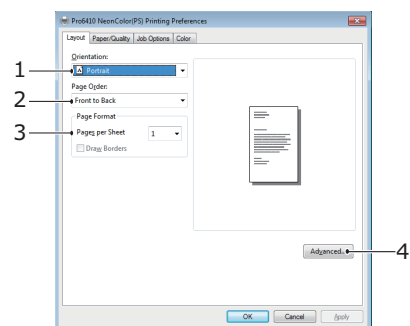 Pro6410 NeonColor(PS) Printing Preferences
Layout Paper/Quality Job Options Color
Orientation:
1
A Portrait
Page Order:
2
Front to Back
Page Format
3
Pages per Sheet 1
Draw Borders
Advanced... 4
OK Cancel Apply